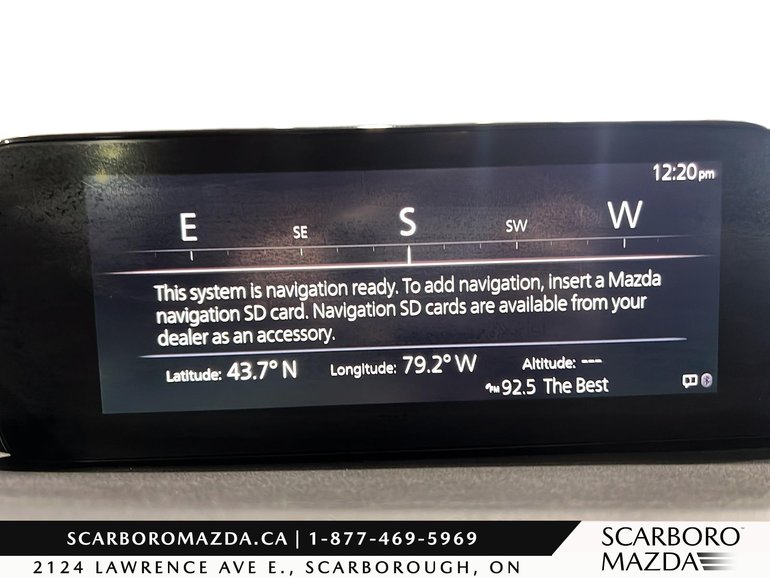 12:20pm
E SE S SW W
This system is navigation ready. To add navigation, insert a Mazda
navigation SD card. Navigation SD cards are available from your
dealer as an accessory.
Latitude: 43.7° N Longitude: 79.2° W Altitude: ---
FM 92.5 The Best
SCARBOROMAZDA.CA | 1-877-469-5969
2124 LAWRENCE AVE E., SCARBOROUGH, ON
SCARBORO™
MAZDA